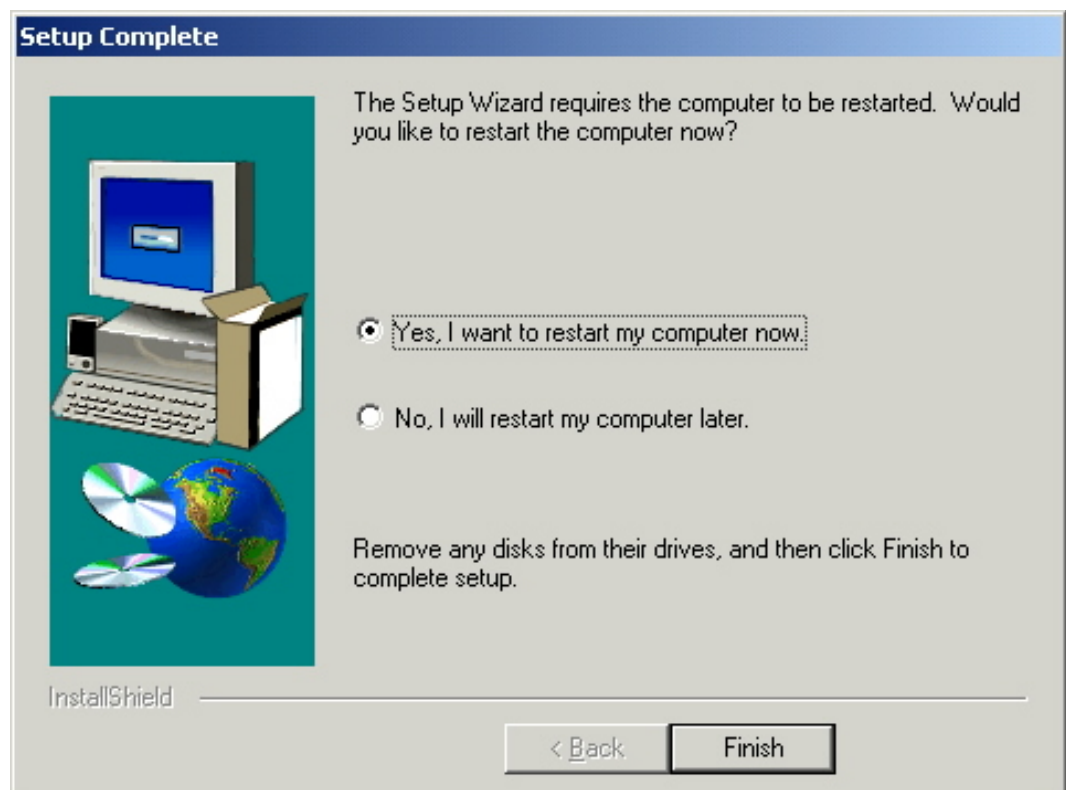 Setup Complete
The Setup Wizard requires the computer to be restarted.  Would
you like to restart the computer now?
Yes, I want to restart my computer now.
No, I will restart my computer later.
Remove any disks from their drives, and then click Finish to
complete setup.
InstallShield
< Back
Finish